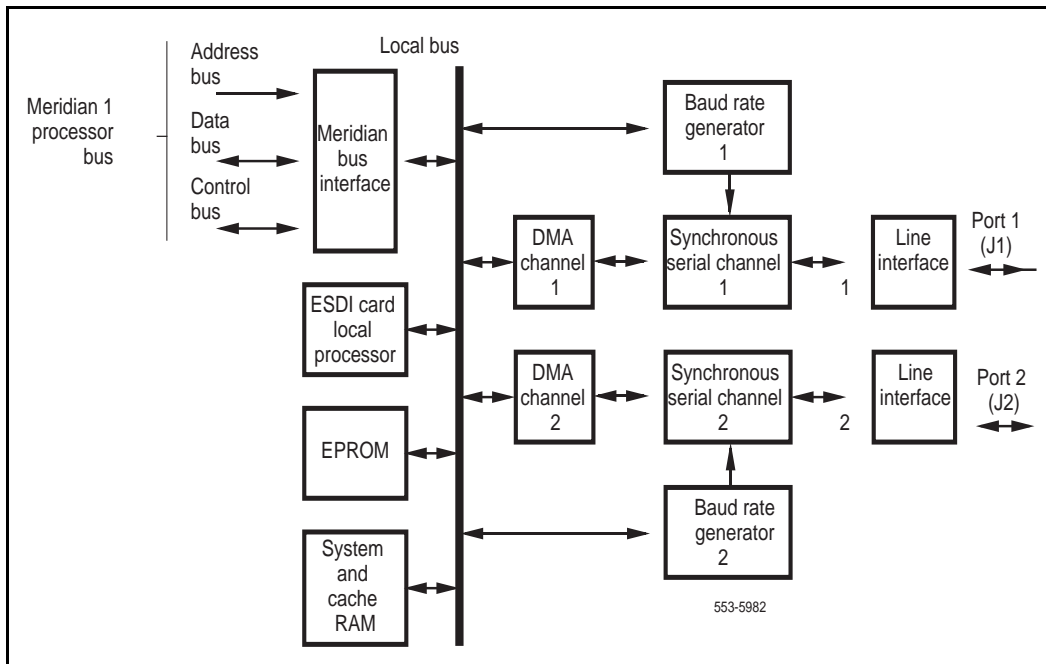 Local bus
Address
bus
Meridian 1
processor
bus
Data
bus
Control
bus
Meridian
bus
interface
Baud rate
generator
1
DMA
channel
1
Synchronous
serial channel
1
1
Line
interface
Port 1
(J1)
ESDI card
local
processor
DMA
channel
2
Synchronous
serial channel
2
2
Line
interface
Port 2
(J2)
EPROM
Baud rate
generator
2
System
and
cache
RAM
553-5982